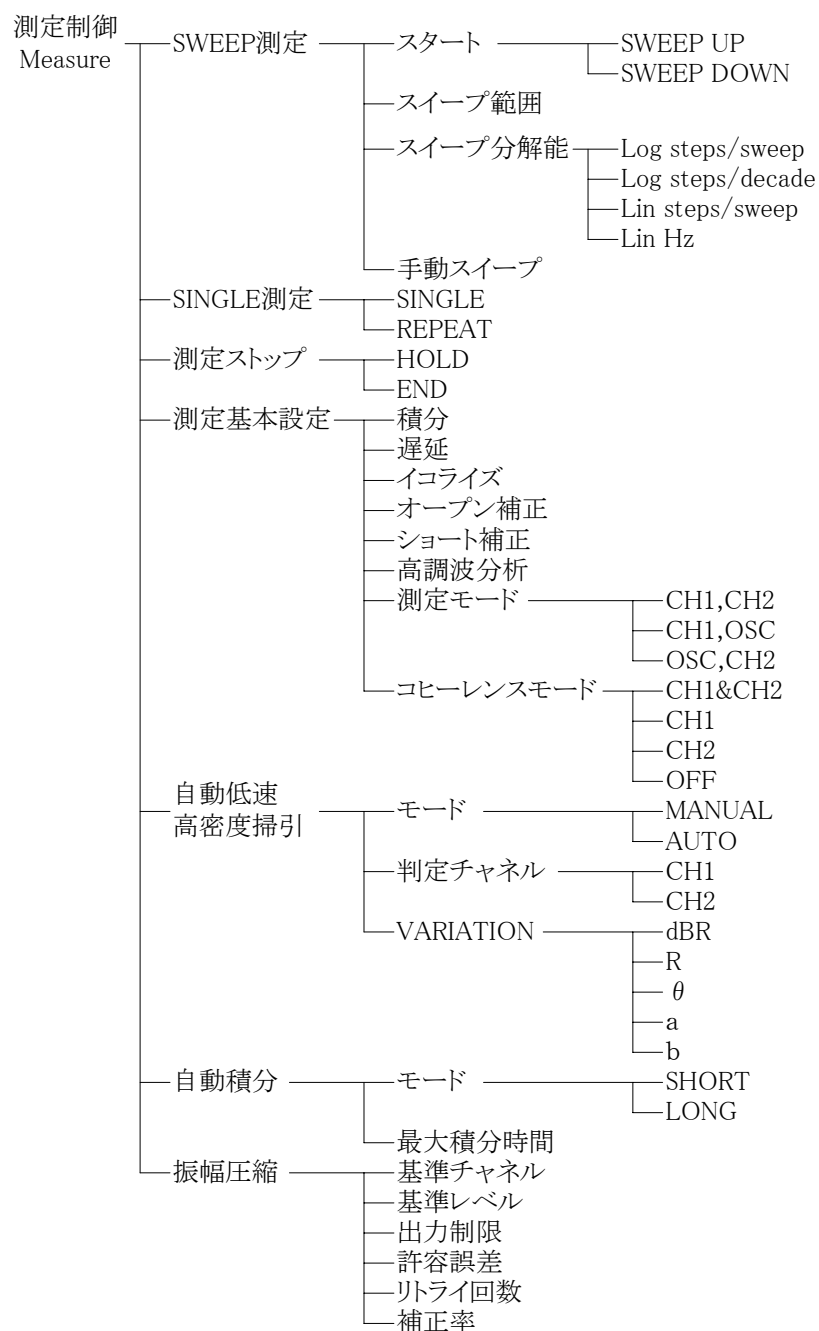 測定制御
Measure
SWEEP測定
スタート
SWEEP UP
SWEEP DOWN
スイープ範囲
スイープ分解能
Log steps/sweep
Log steps/decade
Lin steps/sweep
Lin Hz
手動スイープ
SINGLE測定
SINGLE
REPEAT
測定ストップ
HOLD
END
測定基本設定
積分
遅延
イコライズ
オープン補正
ショート補正
高調波分析
測定モード
CH1,CH2
CH1,OSC
OSC,CH2
コヒーレンスモード
CH1&CH2
CH1
CH2
OFF
自動低速
高密度掃引
モード
MANUAL
AUTO
判定チャネル
CH1
CH2
VARIATION
dBR
R
θ
a
b
自動積分
モード
SHORT
LONG
最大積分時間
振幅圧縮
基準チャネル
基準レベル
出力制限
許容誤差
リトライ回数
補正率